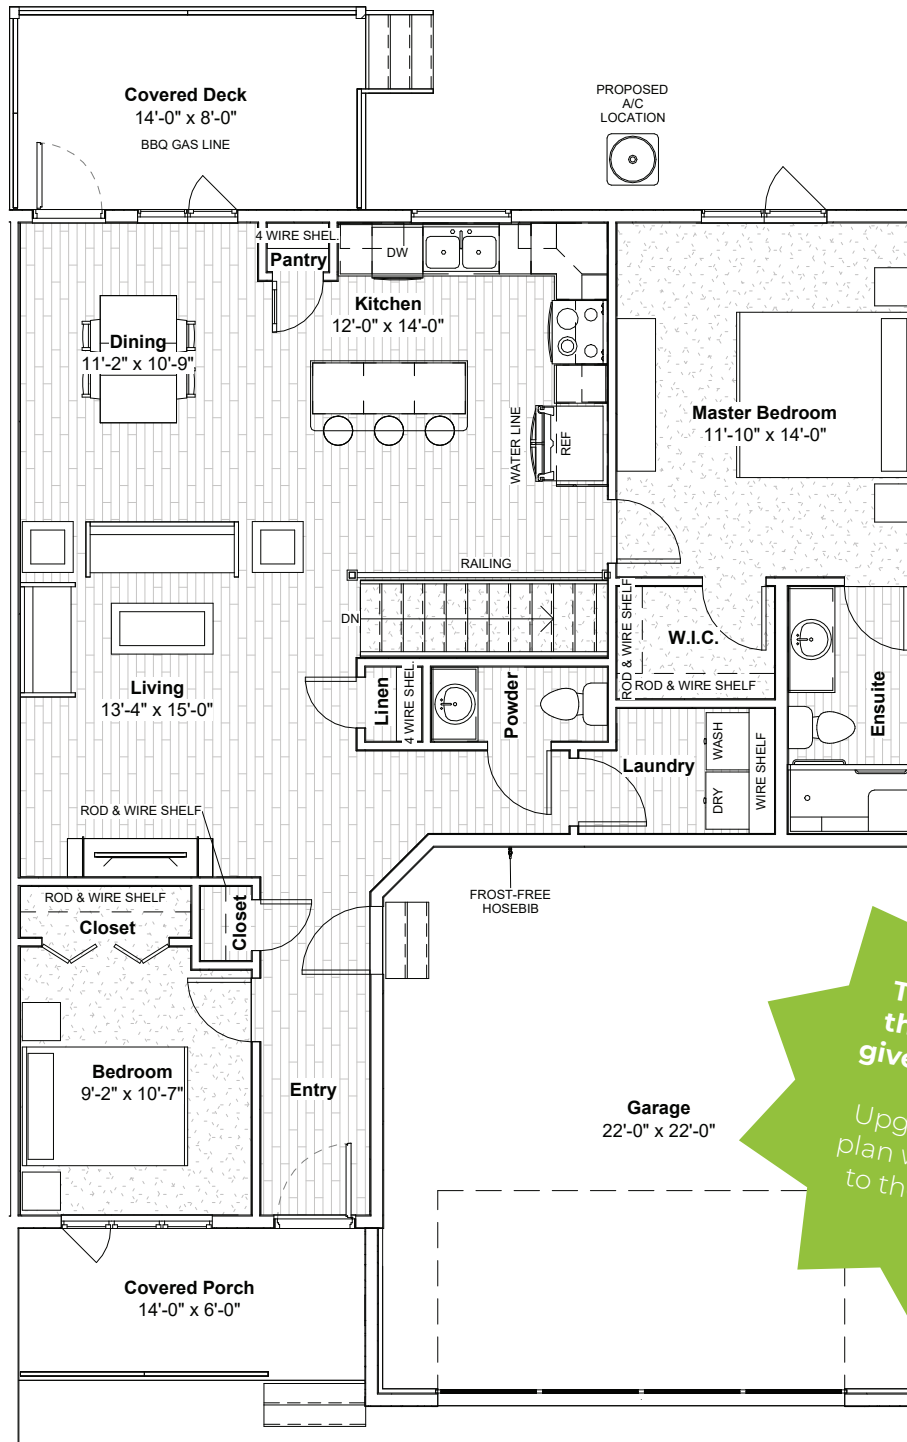 Covered Deck
14'-0" x 8'-0"
BBQ GAS LINE
PROPOSED
A/C
LOCATION
4 WIRE SHEL.
Pantry
DW
Kitchen
12'-0" x 14'-0"
Dining
11'-2" x 10'-9"
WATER LINE
REF
Master Bedroom
11'-10" x 14'-0"
RAILING
DN
ROD & WIRE SHELF
W.I.C.
ROD & WIRE SHELF
Living
13'-4" x 15'-0"
Linen
4 WIRE SHEL.
Powder
Ensuite
Laundry
WASH
DRY
WIRE SHELF
ROD & WIRE SHELF
FROST-FREE
HOSEBIB
ROD & WIRE SHELF
Closet
Closet
Bedroom
9'-2" x 10'-7"
Entry
Garage
22'-0" x 22'-0"
give
plan
to th
Covered Porch
14'-0" x 6'-0"